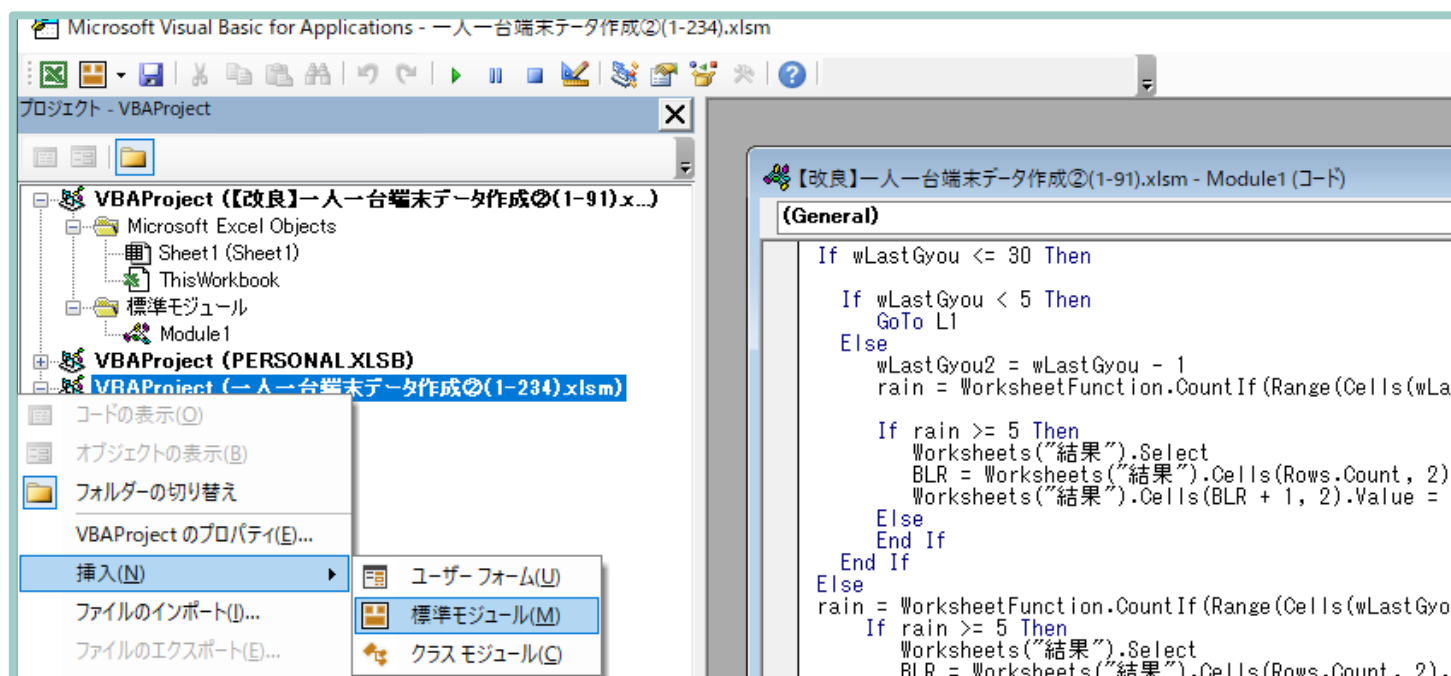 Microsoft Visual Basic for Applications - 一人一台端末データ作成②(1-234).xlsm
プロジェクト - VBAProject
VBAProject (【改良】一人一台端末データ作成②(1-91).x...)
Microsoft Excel Objects
Sheet1 (Sheet1)
ThisWorkbook
標準モジュール
Module1
VBAProject (PERSONAL.XLSB)
VBAProject (一人一台端末データ作成②(1-234).xlsm)
コードの表示(O)
オブジェクトの表示(B)
フォルダーの切り替え
VBAProject のプロパティ(E)...
挿入(N)
ファイルのインポート(I)...
ファイルのエクスポート(E)...
ユーザー フォーム(U)
標準モジュール(M)
クラス モジュール(C)
【改良】一人一台端末データ作成②(1-91).xlsm - Module1 (コード)
(General)
If wLastGyou <= 30 Then
If wLastGyou < 5 Then
GoTo L1
Else
wLastGyou2 = wLastGyou - 1
rain = WorksheetFunction.CountIf(Range(Cells(wLa
If rain >= 5 Then
Worksheets("結果").Select
BLR = Worksheets("結果").Cells(Rows.Count, 2)
Worksheets("結果").Cells(BLR + 1, 2).Value =
Else
End If
End If
Else
rain = WorksheetFunction.CountIf(Range(Cells(wLastGyo
If rain >= 5 Then
Worksheets("結果").Select
BLR = Worksheets("結果").Cells(Rows.Count, 2).